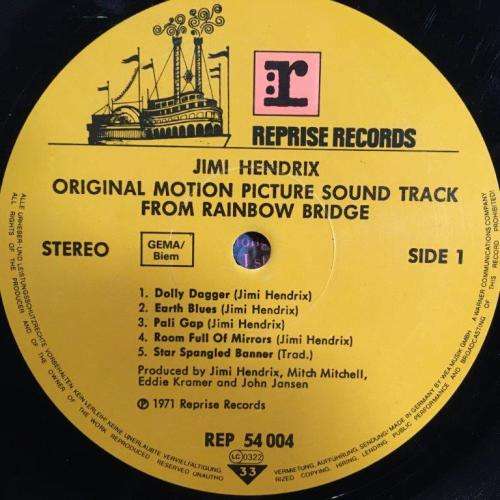 r
REPRISE RECORDS
JIMI HENDRIX
ORIGINAL MOTION PICTURE SOUND TRACK
FROM RAINBOW BRIDGE
STEREO
GEMA/
Biem
SIDE 1
1. Dolly Dagger (Jimi Hendrix)
2. Earth Blues (Jimi Hendrix)
3. Pali Gap (Jimi Hendrix)
4. Room Full Of Mirrors (Jimi Hendrix)
5. Star Spangled Banner (Trad.)
Produced by Jimi Hendrix, Mitch Mitchell,
Eddie Kramer and John Jansen
℗ 1971 Reprise Records
REP 54 004
LC 0322
33
ALLE URHEBER- UND LEISTUNGSSCHUTZRECHTE VORBEHALTEN. KEIN VERLEIH! KEINE UNERLAUBTE VERVIELFÄLTIGUNG, VERMIETUNG, AUFFÜHRUNG, SENDUNG! MADE IN GERMANY BY WEA MUSIK GMBH A WARNER COMMUNICATIONS COMPANY
ALL RIGHTS OF THE PRODUCER AND OF THE OWNER OF THE WORK REPRODUCED RESERVED UNAUTHORIZED COPYING, HIRING, LENDING, PUBLIC PERFORMANCE AND BROADCASTING OF THIS RECORD PROHIBITED!